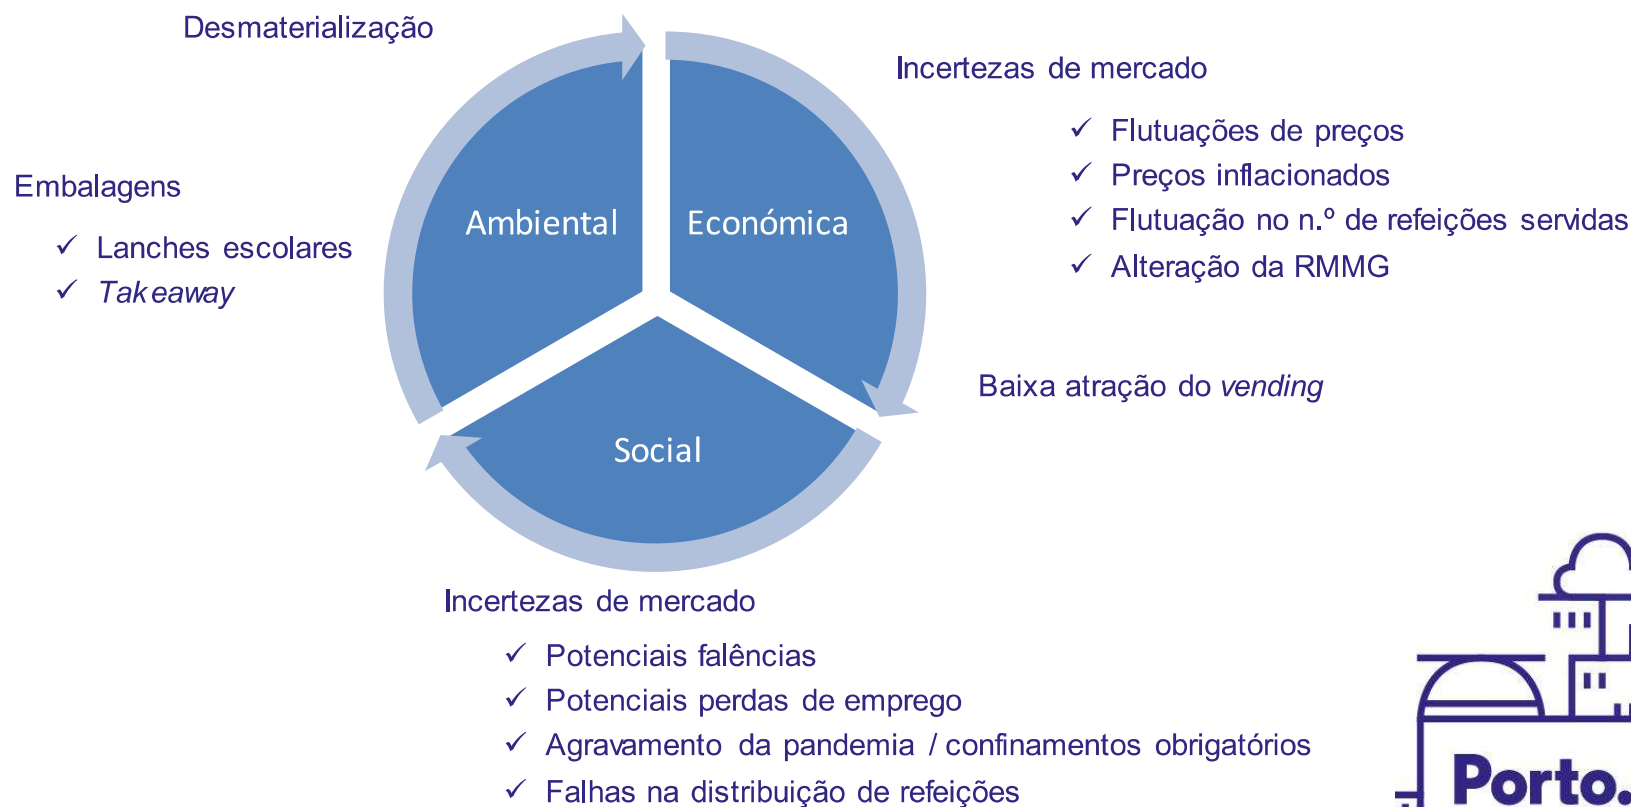 Desmaterialização
Embalagens
✓ Lanches escolares
✓ Takeaway
Ambiental
Económica
Social
Incertezas de mercado
✓ Flutuações de preços
✓ Preços inflacionados
✓ Flutuação no n.º de refeições servidas
✓ Alteração da RMMG
Baixa atração do vending
Incertezas de mercado
✓ Potenciais falências
✓ Potenciais perdas de emprego
✓ Agravamento da pandemia / confinamentos obrigatórios
✓ Falhas na distribuição de refeições
Porto.